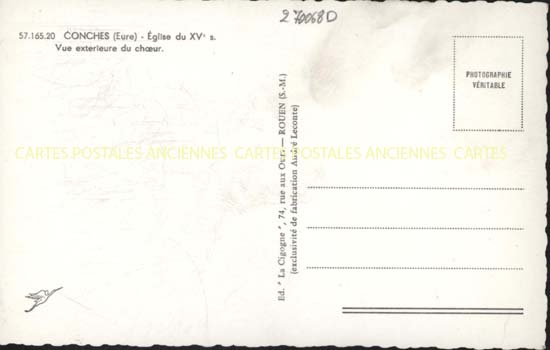 270068D
57.165.20 CONCHES (Eure) - Église du XVᵉ s.
Vue exterieure du chœur.
PHOTOGRAPHIE
VÉRITABLE
CARTES POSTALES ANCIENNES CARTES POSTALES ANCIENNES CARTES
Ed. " La Cigogne ", 74, rue aux Ours — ROUEN (S.-M.)
(exclusivité de fabrication André Leconte)